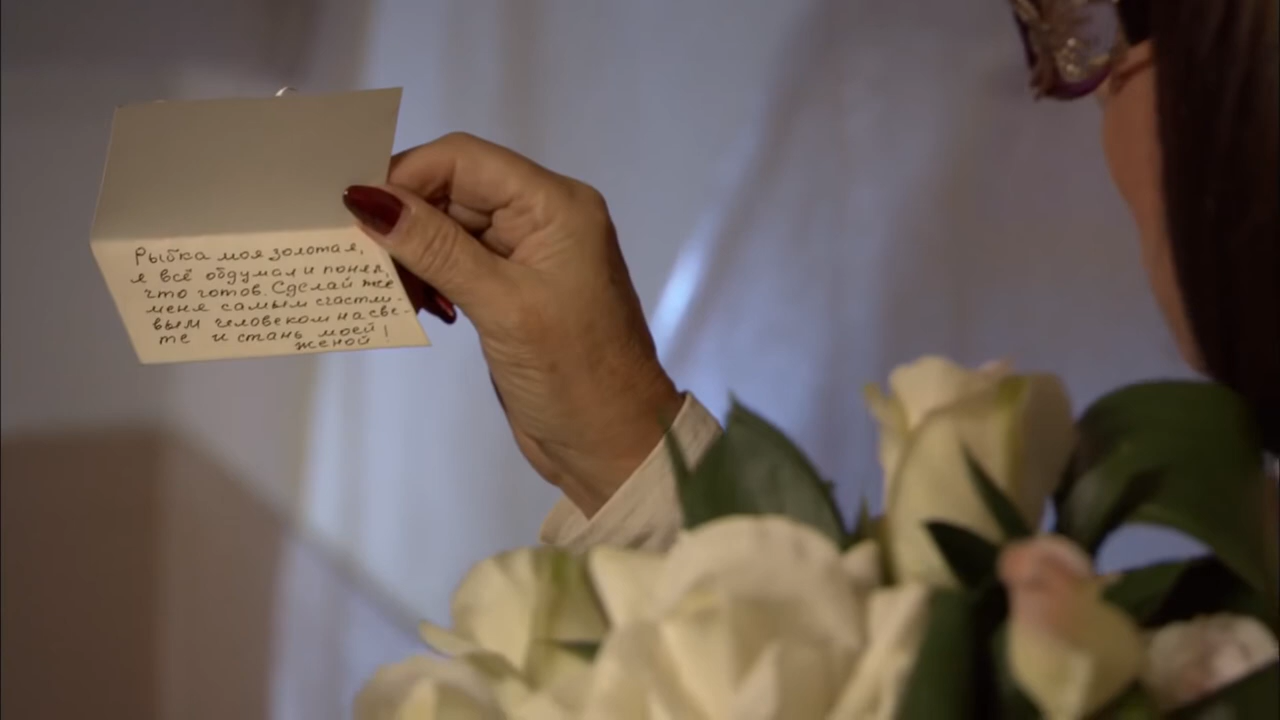 Рыбка моя золотая,
я всё обдумал и понял,
что готов. Сделай же
меня самым счастли-
вым человеком на све-
те и стань моей
женой!